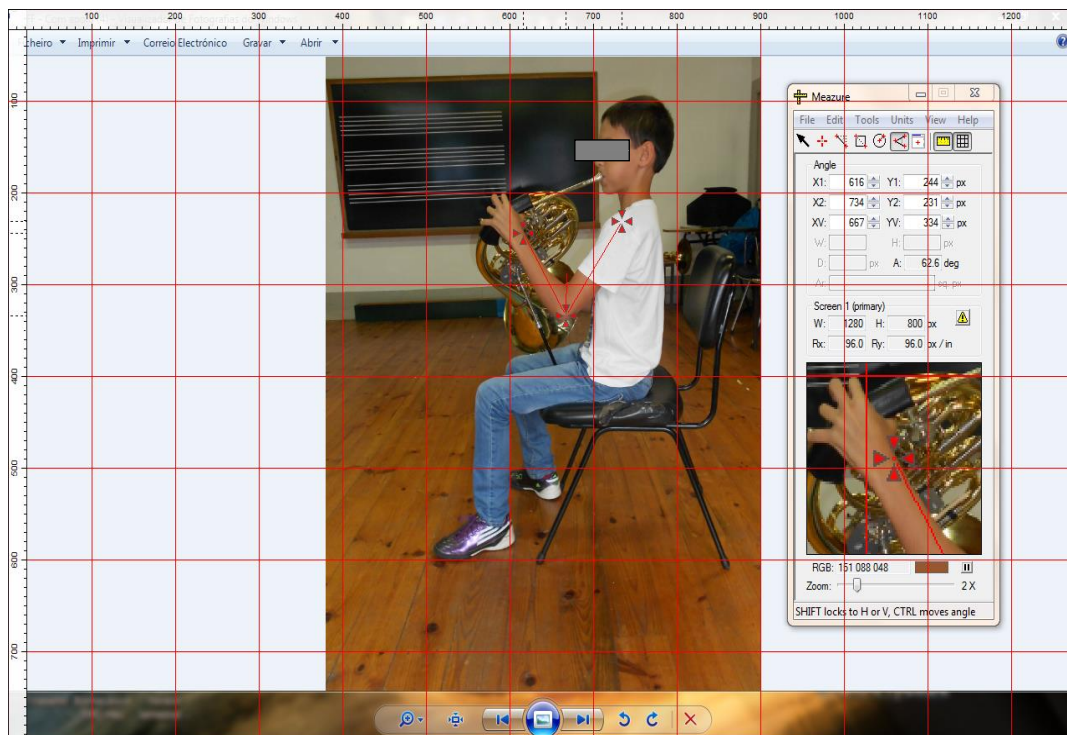 100 200 300 400 500 600 700 800 900 1000 1100 1200
Fotografias do Windows
cheiro Imprimir Correio Electrónico Gravar Abrir
100
200
300
400
500
600
700
Meazure
File Edit Tools Units View Help
Angle
X1: 616 Y1: 244 px
X2: 734 Y2: 231 px
XV: 667 YV: 334 px
W: H: px
D: px A: 62.6 deg
Ar: sq px
Screen 1 (primary)
W: 1280 H: 800 px
Rx: 96.0 Ry: 96.0 px / in
RGB: 151 088 048
Zoom: 2 X
SHIFT locks to H or V, CTRL moves angle